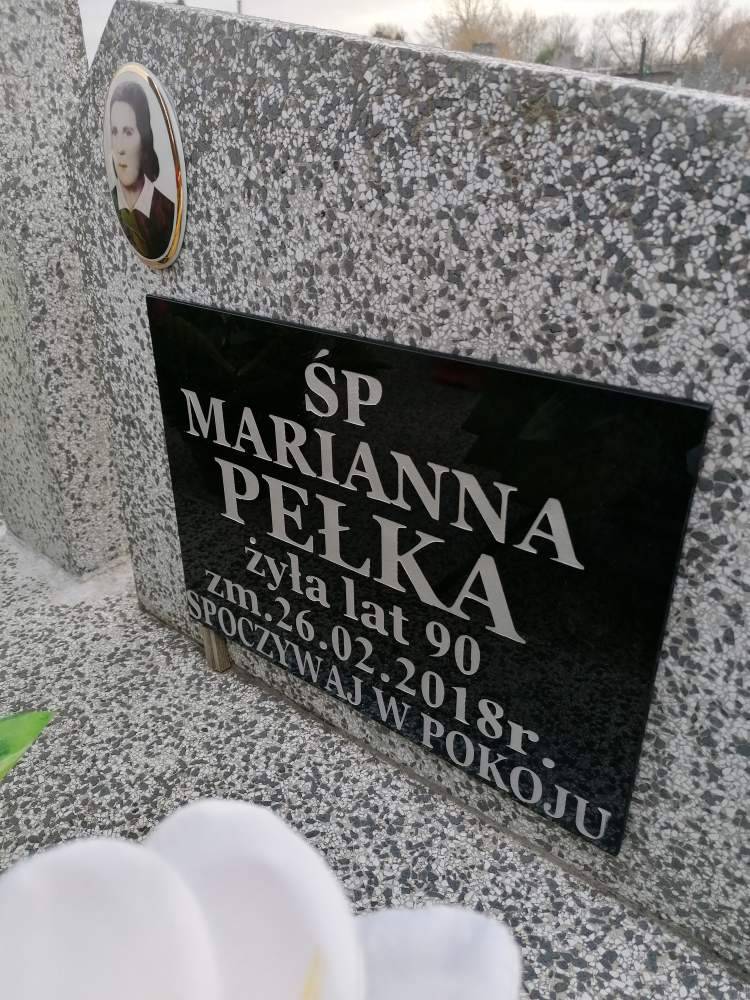 ŚP
MARIANNA
PEŁKA
żyła lat 90
zm.26.02.2018r.
SPOCZYWAJ W POKOJU